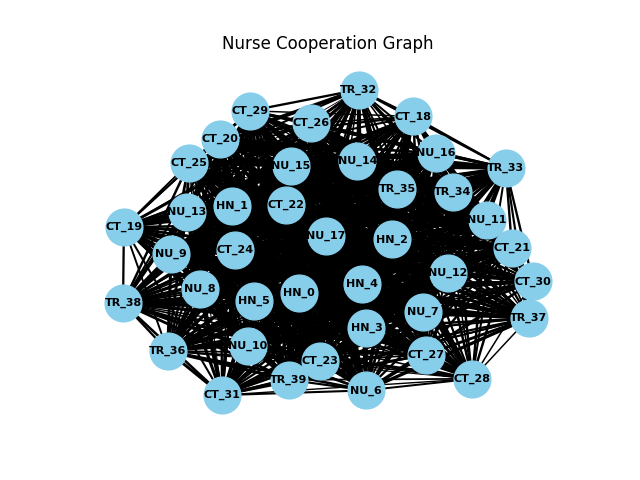 Nurse Cooperation Graph
TR_32
CT_29
CT_18
CT_26
CT_20
NU_16
NU_14
CT_25
NU_15
TR_33
TR_35
TR_34
HN_1
CT_22
NU_13
NU_11
CT_19
NU_17
HN_2
CT_21
CT_24
NU_9
NU_12
CT_30
HN_4
NU_8
HN_0
HN_5
TR_38
NU_7
TR_37
HN_3
NU_10
TR_36
CT_27
CT_23
CT_28
TR_39
NU_6
CT_31